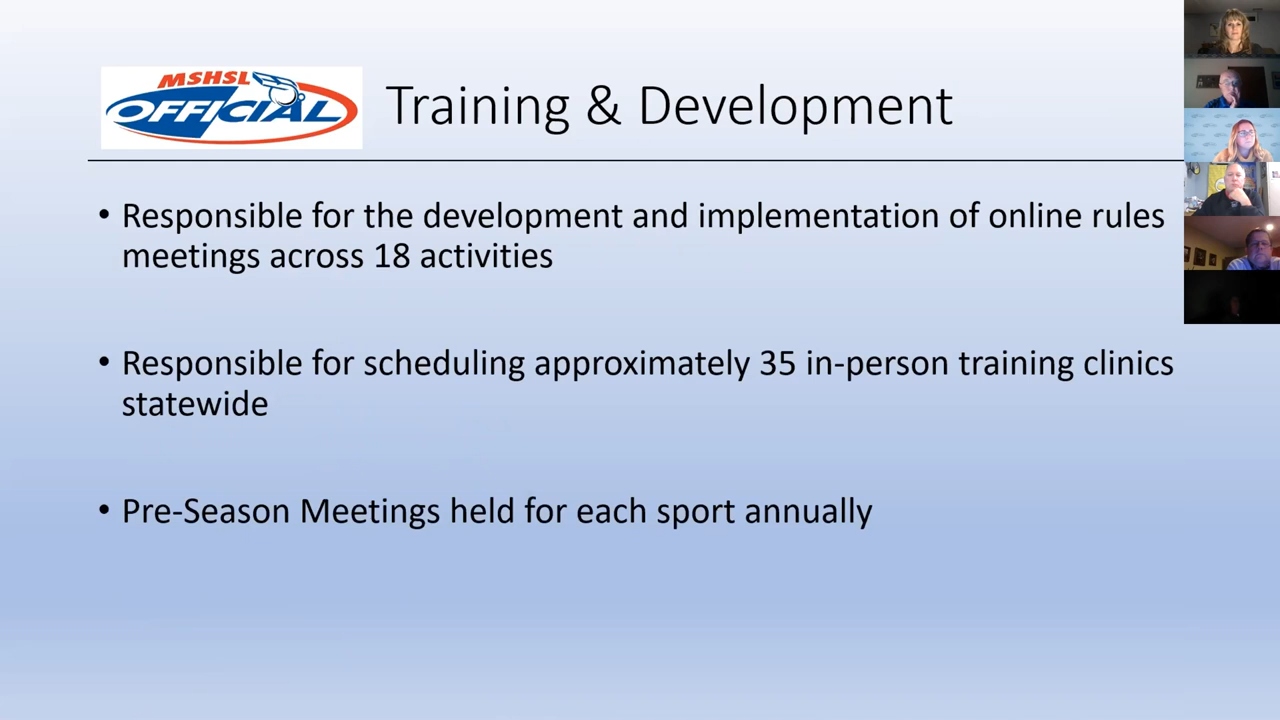 MSHSL
OFFICIAL
Training & Development
• Responsible for the development and implementation of online rules
meetings across 18 activities
• Responsible for scheduling approximately 35 in-person training clinics
statewide
• Pre-Season Meetings held for each sport annually